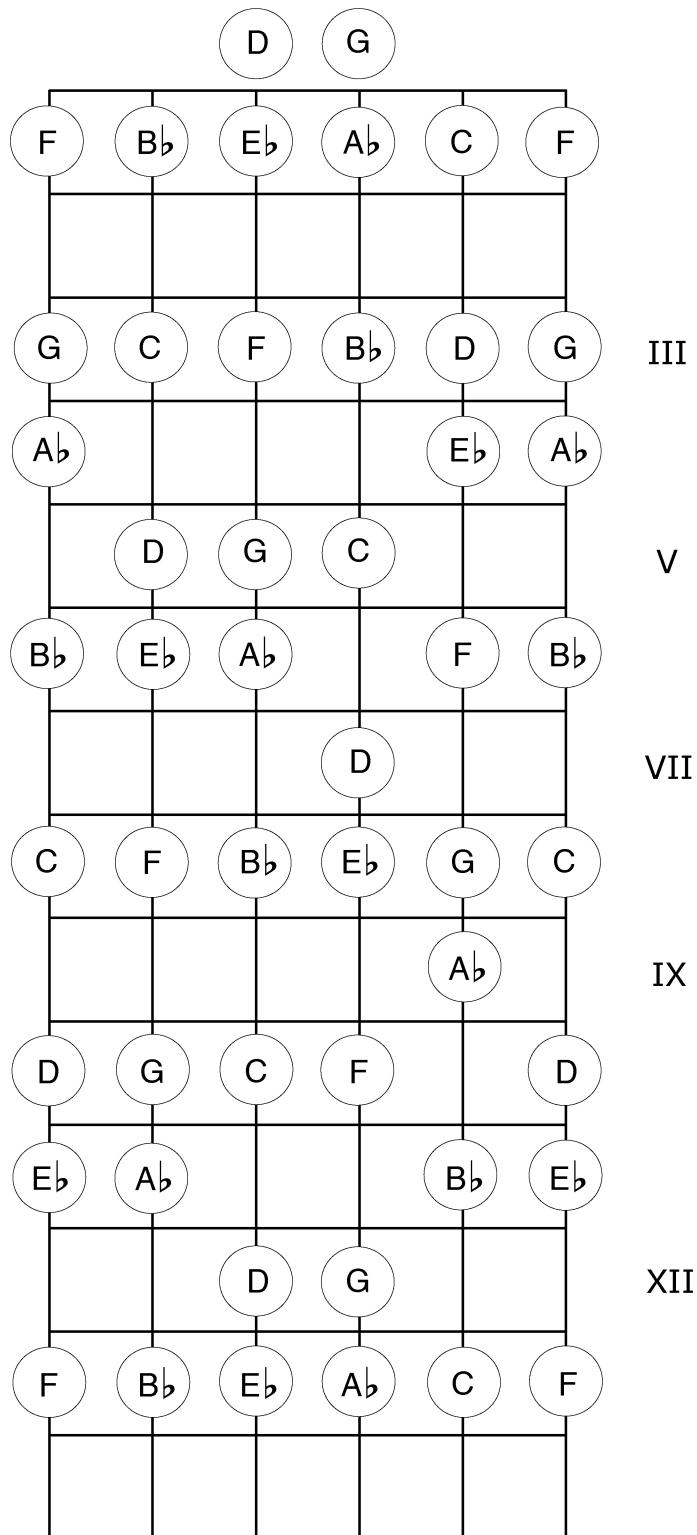 D G
F B♭ E♭ A♭ C F
G C F B♭ D G III
A♭ E♭ A♭
D G C V
B♭ E♭ A♭ F B♭
D VII
C F B♭ E♭ G C
A♭ IX
D G C F D
E♭ A♭ B♭ E♭
D G XII
F B♭ E♭ A♭ C F